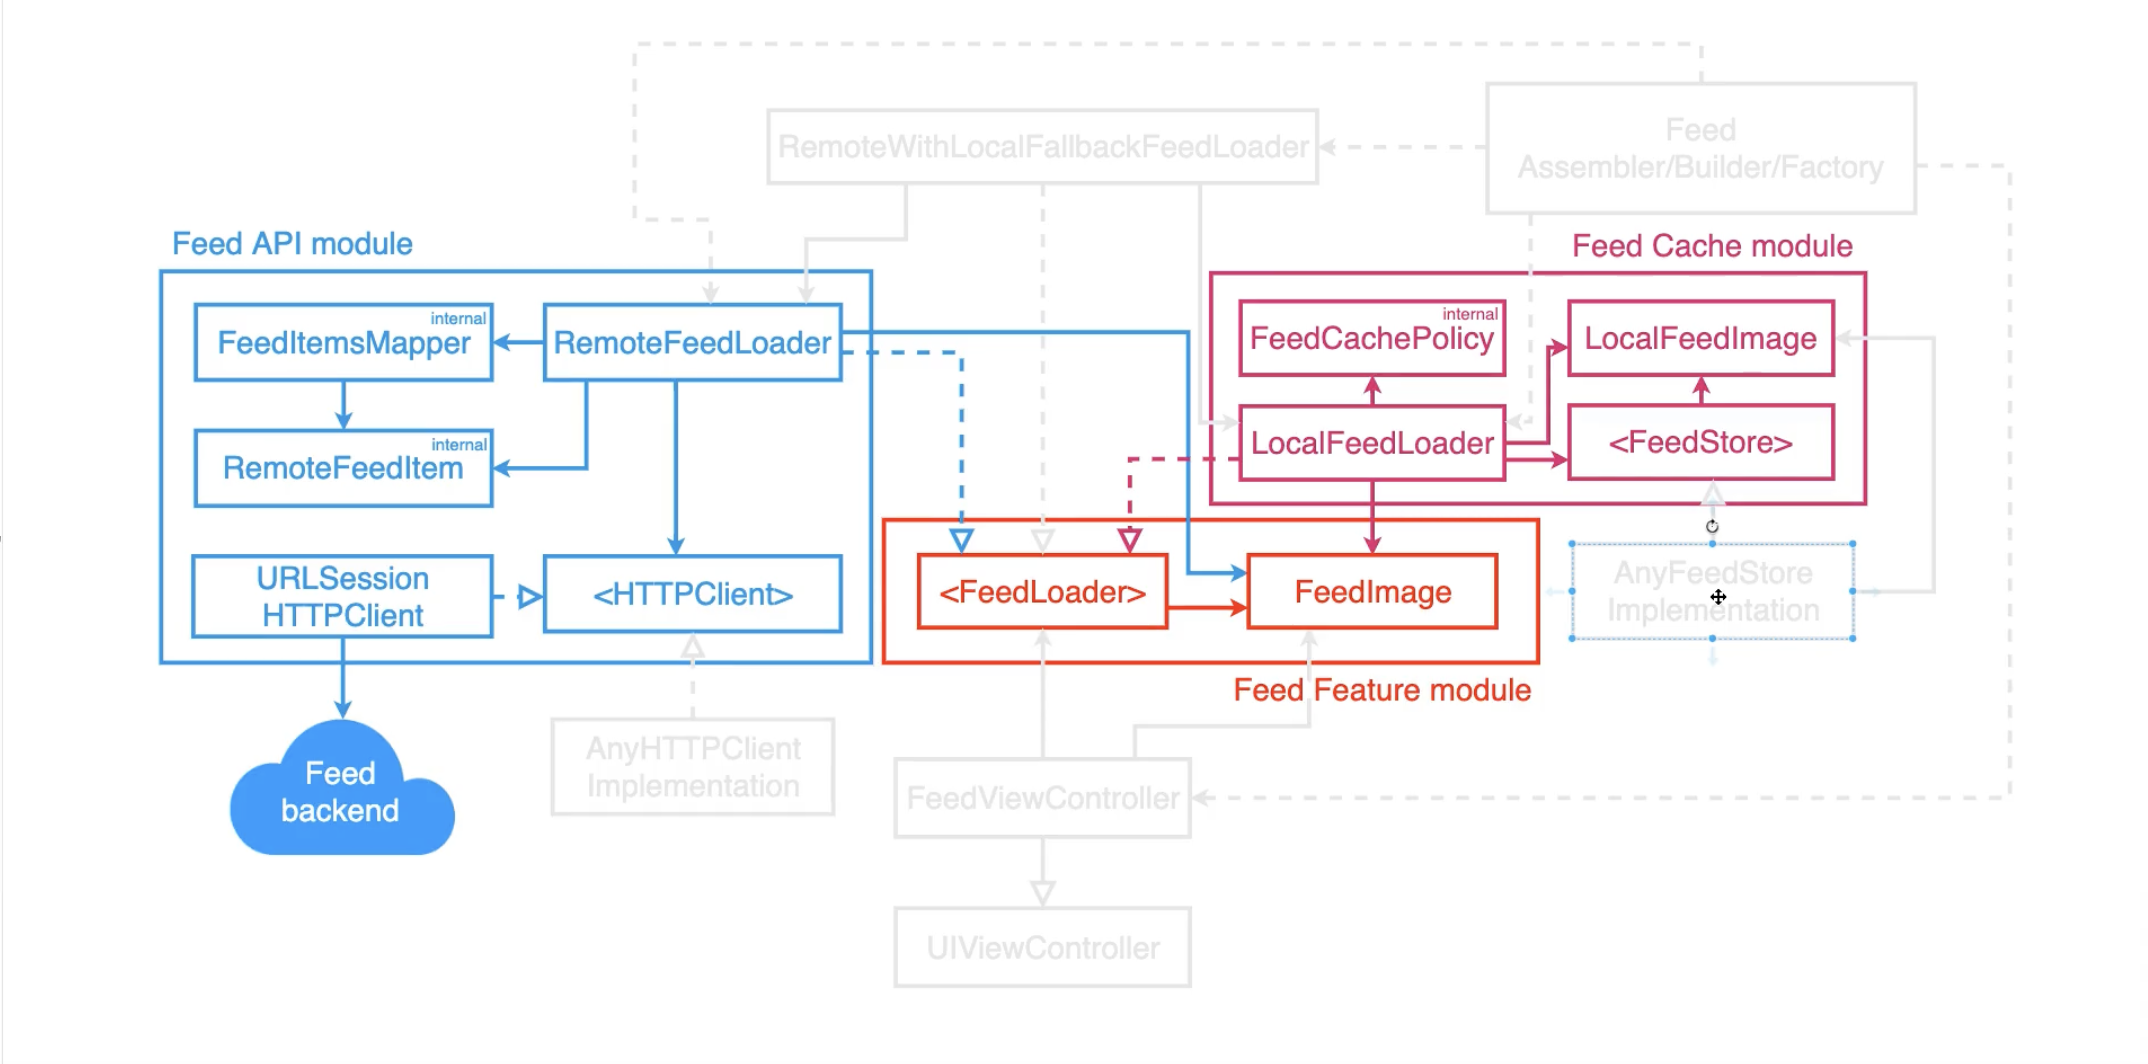 RemoteWithLocalFallbackFeedLoader
Feed
Assembler/Builder/Factory
Feed API module
Feed Cache module
internal
FeedItemsMapper
RemoteFeedLoader
internal
FeedCachePolicy
LocalFeedImage
internal
RemoteFeedItem
LocalFeedLoader
<FeedStore>
URLSession
HTTPClient
<HTTPClient>
<FeedLoader>
FeedImage
AnyFeedStore
Implementation
Feed Feature module
Feed
backend
AnyHTTPClient
Implementation
FeedViewController
UIViewController